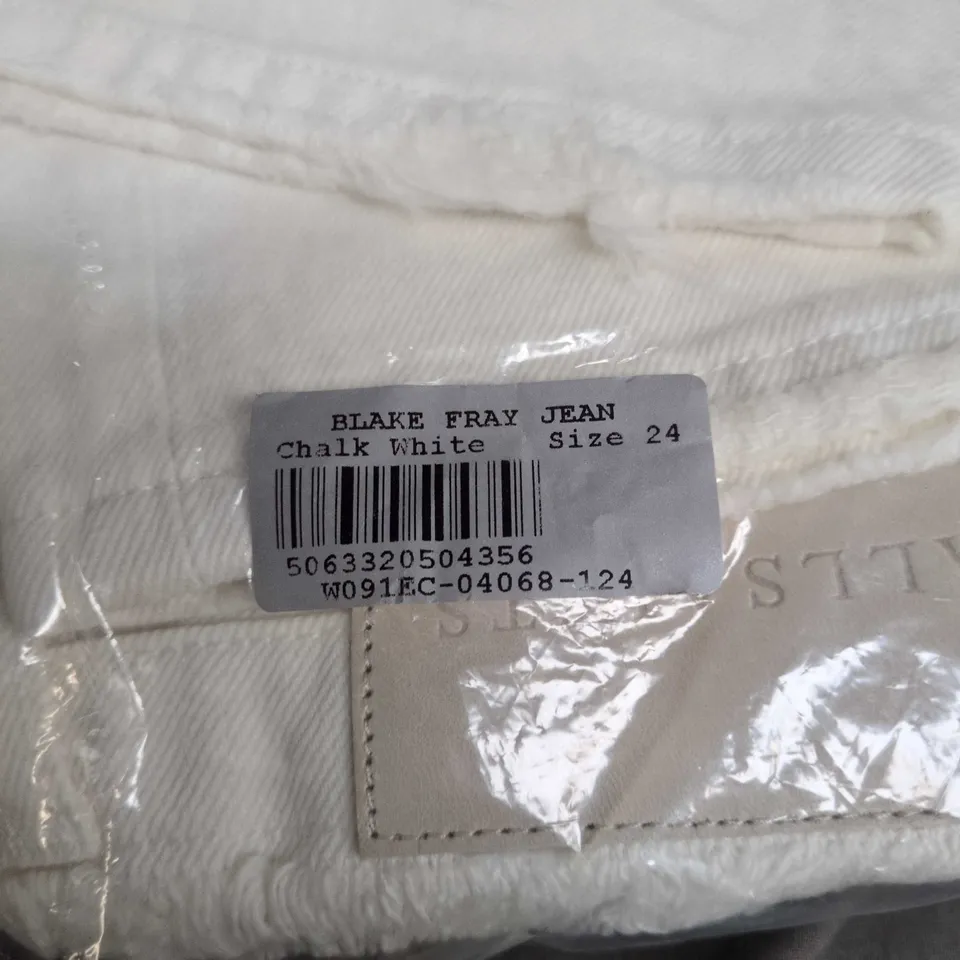 BLAKE FRAY JEAN
Chalk White Size 24
5063320504356
W091EC-04068-124